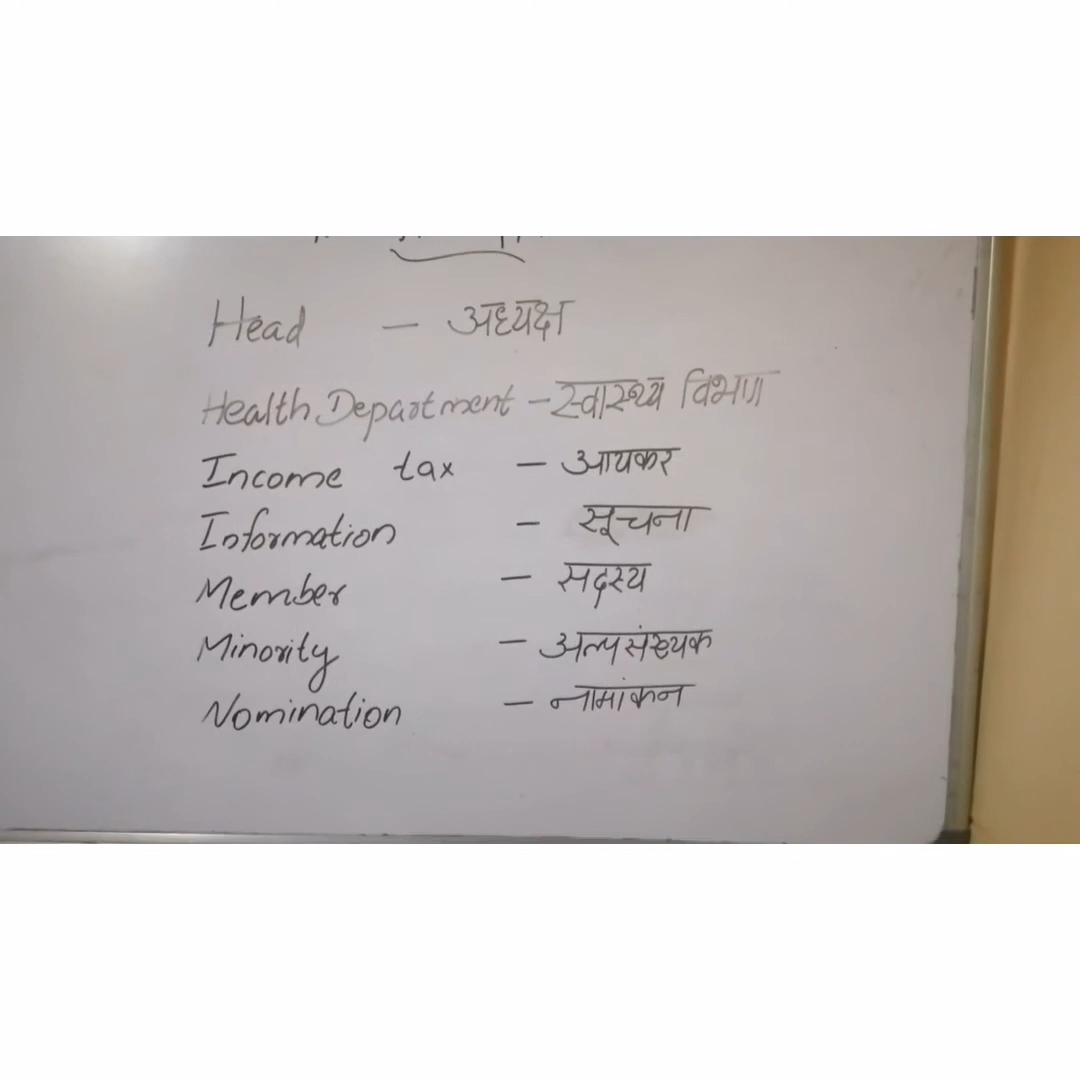 Head - अध्यक्ष
Health Department - स्वास्थ्य विभाग
Income tax - आयकर
Information - सूचना
Member - सदस्य
Minority - अल्पसंख्यक
Nomination - नामांकन